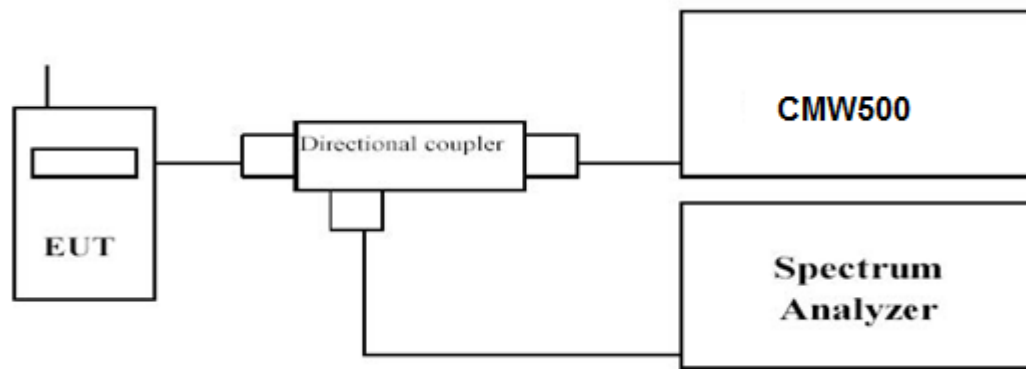 CMW500
Directional coupler
EUT
Spectrum
Analyzer